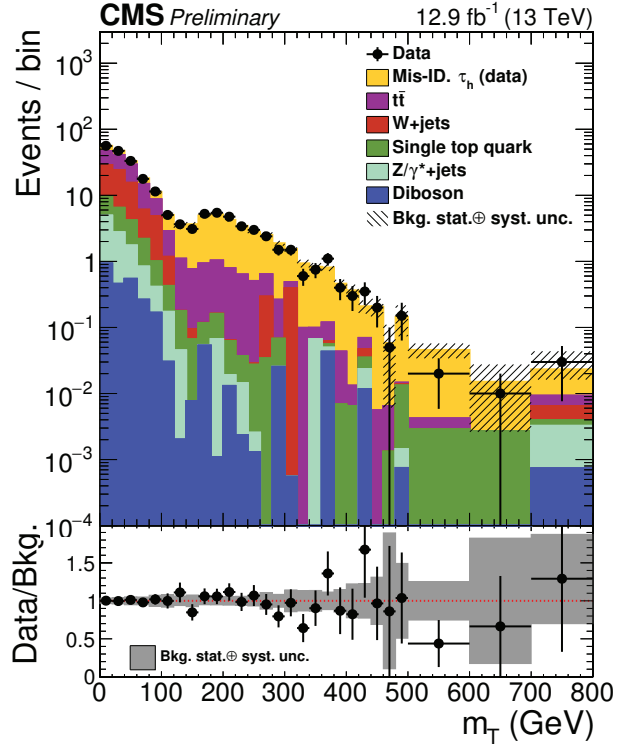 CMS Preliminary 12.9 fb⁻¹ (13 TeV)
Events / bin
10³
10²
10
1
10⁻¹
10⁻²
10⁻³
10⁻⁴
Data
Mis-ID. τ_h (data)
tt̄
W+jets
Single top quark
Z/γ*+jets
Diboson
Bkg. stat.⊕ syst. unc.
Data/Bkg.
1.5
1
0.5
0
Bkg. stat.⊕ syst. unc.
0 100 200 300 400 500 600 700 800
m_T (GeV)